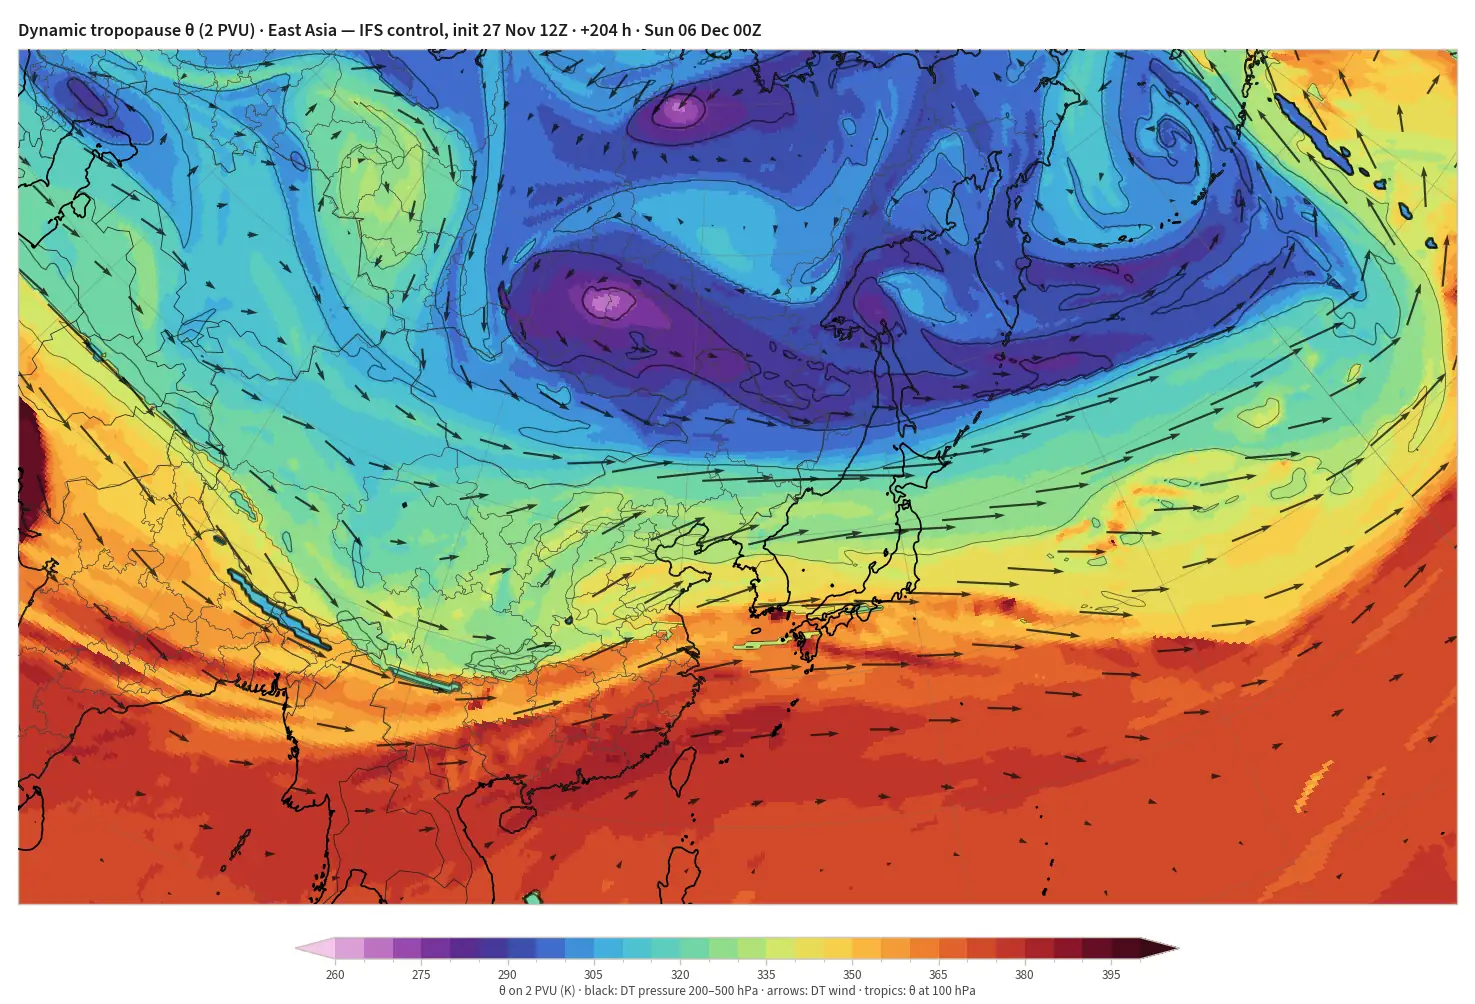 Dynamic tropopause θ (2 PVU) · East Asia — IFS control, init 27 Nov 12Z · +204 h · Sun 06 Dec 00Z
260 275 290 305 320 335 350 365 380 395
θ on 2 PVU (K) · black: DT pressure 200–500 hPa · arrows: DT wind · tropics: θ at 100 hPa